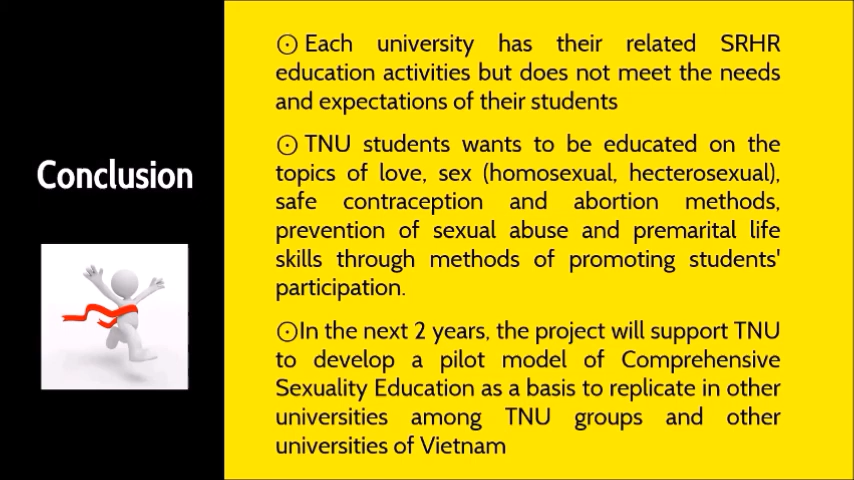 Conclusion
⊙ Each university has their related SRHR
education activities but does not meet the needs
and expectations of their students
⊙ TNU students wants to be educated on the
topics of love, sex (homosexual, hecterosexual),
safe contraception and abortion methods,
prevention of sexual abuse and premarital life
skills through methods of promoting students'
participation.
⊙In the next 2 years, the project will support TNU
to develop a pilot model of Comprehensive
Sexuality Education as a basis to replicate in other
universities among TNU groups and other
universities of Vietnam